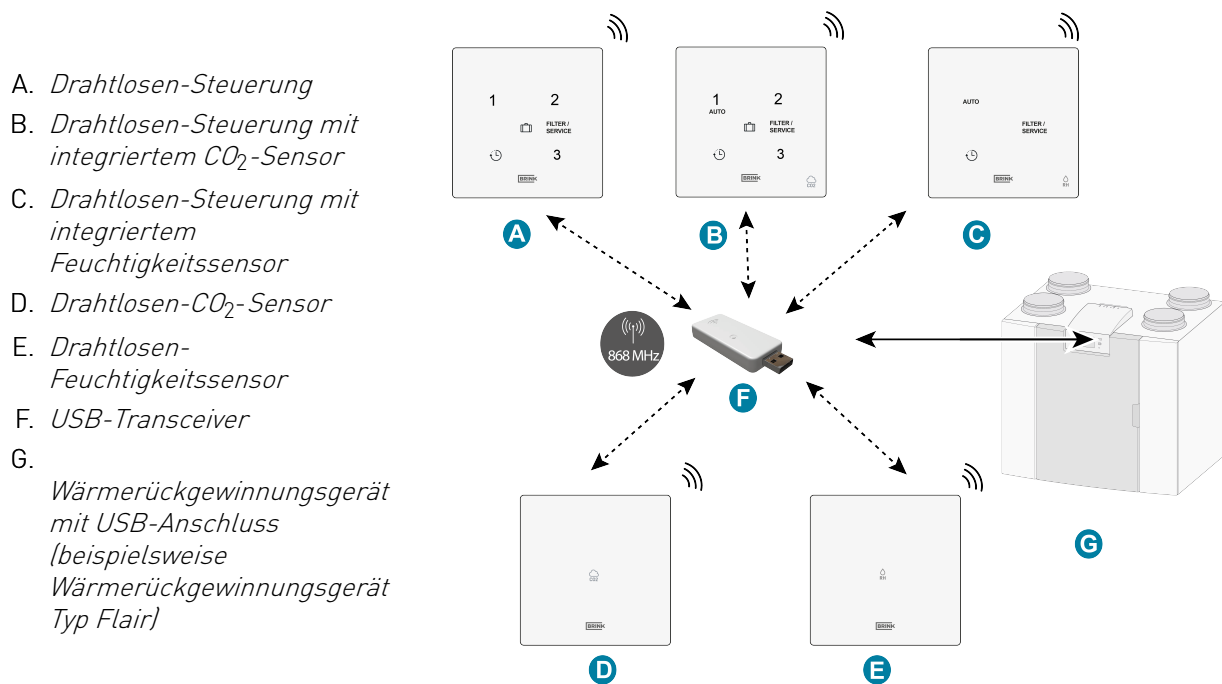 A. Drahtlosen-Steuerung
B. Drahtlosen-Steuerung mit
integriertem CO2-Sensor
C. Drahtlosen-Steuerung mit
integriertem
Feuchtigkeitssensor
D. Drahtlosen-CO2-Sensor
E. Drahtlosen-
Feuchtigkeitssensor
F. USB-Transceiver
G.
Wärmerückgewinnungsgerät
mit USB-Anschluss
(beispielsweise
Wärmerückgewinnungsgerät
Typ Flair)
1 2
FILTER /
SERVICE
3
BRINK
A
1 2
AUTO
FILTER /
SERVICE
3
BRINK
CO2
B
AUTO
FILTER /
SERVICE
BRINK
RH
C
868 MHz
F
G
CO2
BRINK
D
RH
BRINK
E